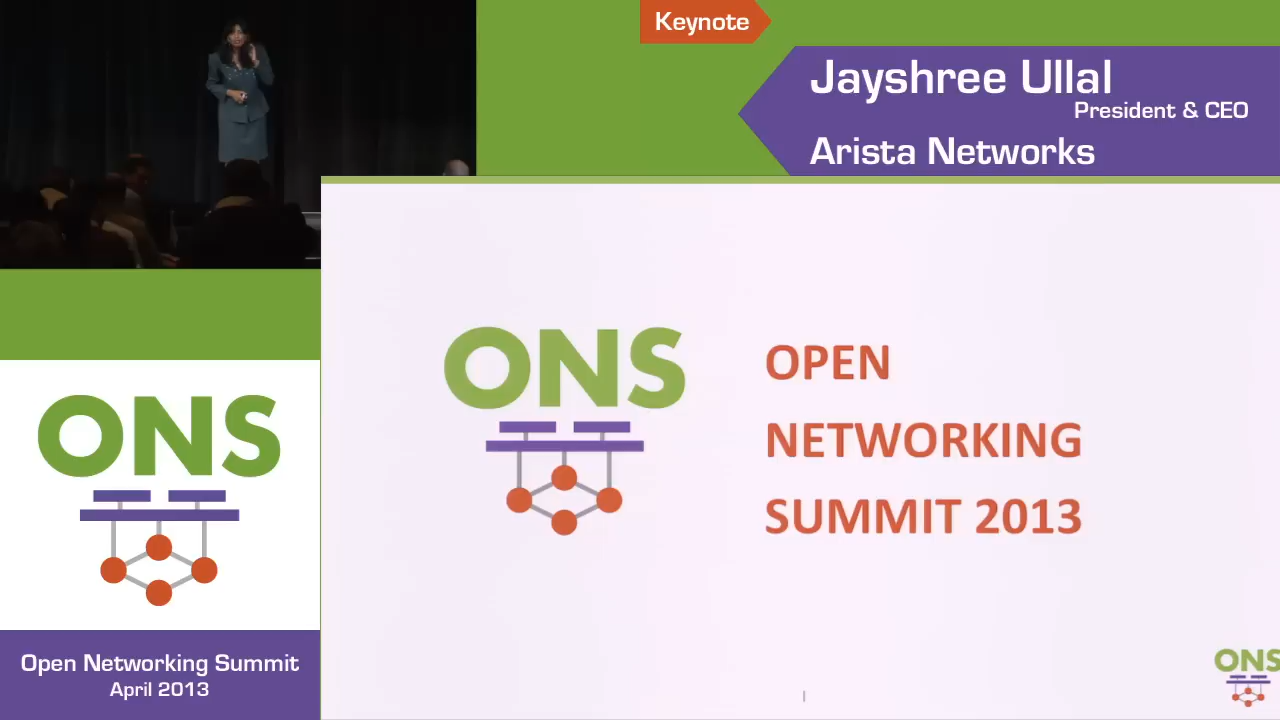 Keynote
Jayshree Ullal
President & CEO
Arista Networks
ONS
OPEN
NETWORKING
SUMMIT 2013
ONS
Open Networking Summit
April 2013
ONS